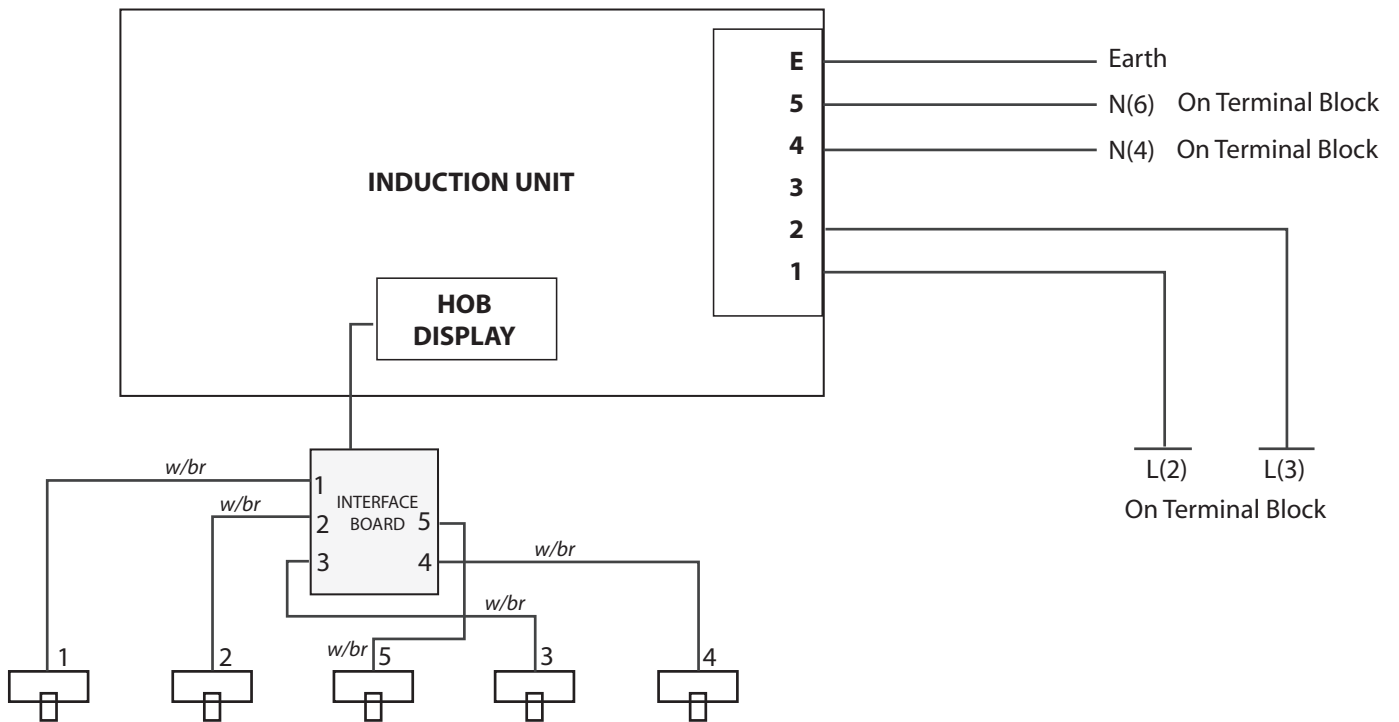 E
Earth
5
N(6) On Terminal Block
4
N(4) On Terminal Block
INDUCTION UNIT
3
2
1
HOB
DISPLAY
L(2)
L(3)
On Terminal Block
w/br
w/br
1
2
3
INTERFACE
BOARD
5
4
w/br
w/br
w/br
1
2
5
3
4